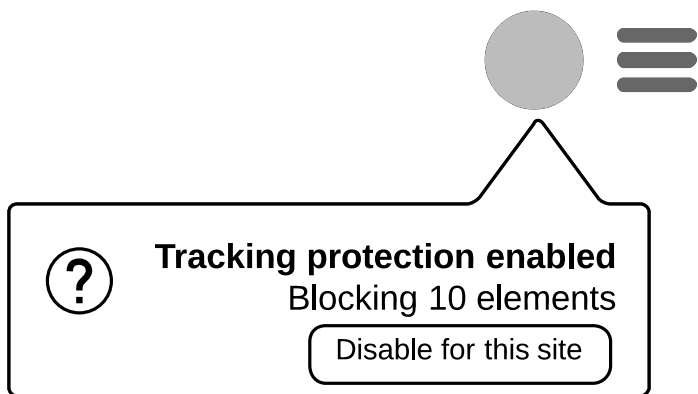 ?
Tracking protection enabled
Blocking 10 elements
Disable for this site